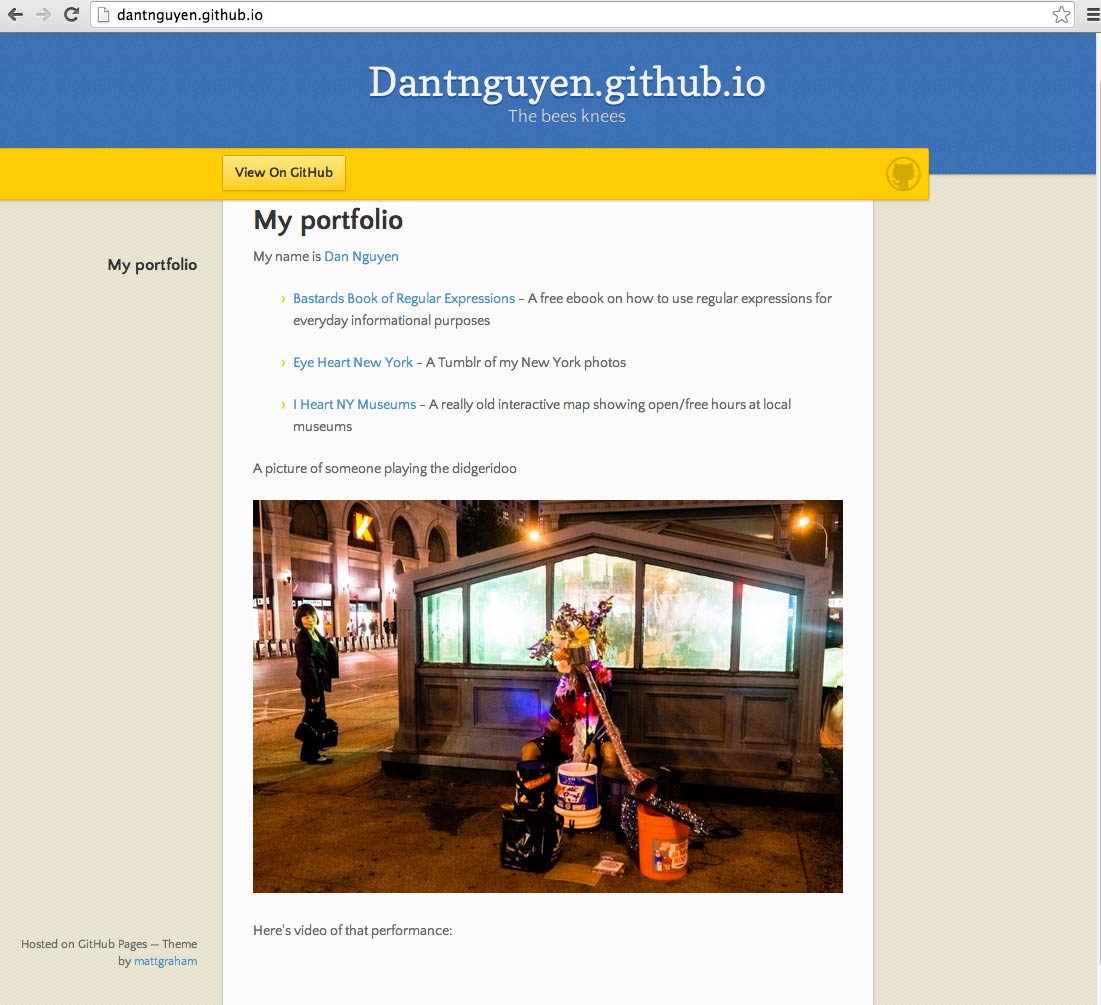 dantnguyen.github.io
Dantnguyen.github.io
The bees knees
View On GitHub
My portfolio
My portfolio
My name is Dan Nguyen
› Bastards Book of Regular Expressions – A free ebook on how to use regular expressions for
everyday informational purposes
› Eye Heart New York – A Tumblr of my New York photos
› I Heart NY Museums – A really old interactive map showing open/free hours at local
museums
A picture of someone playing the didgeridoo
K
Here's video of that performance:
Hosted on GitHub Pages — Theme
by mattgraham